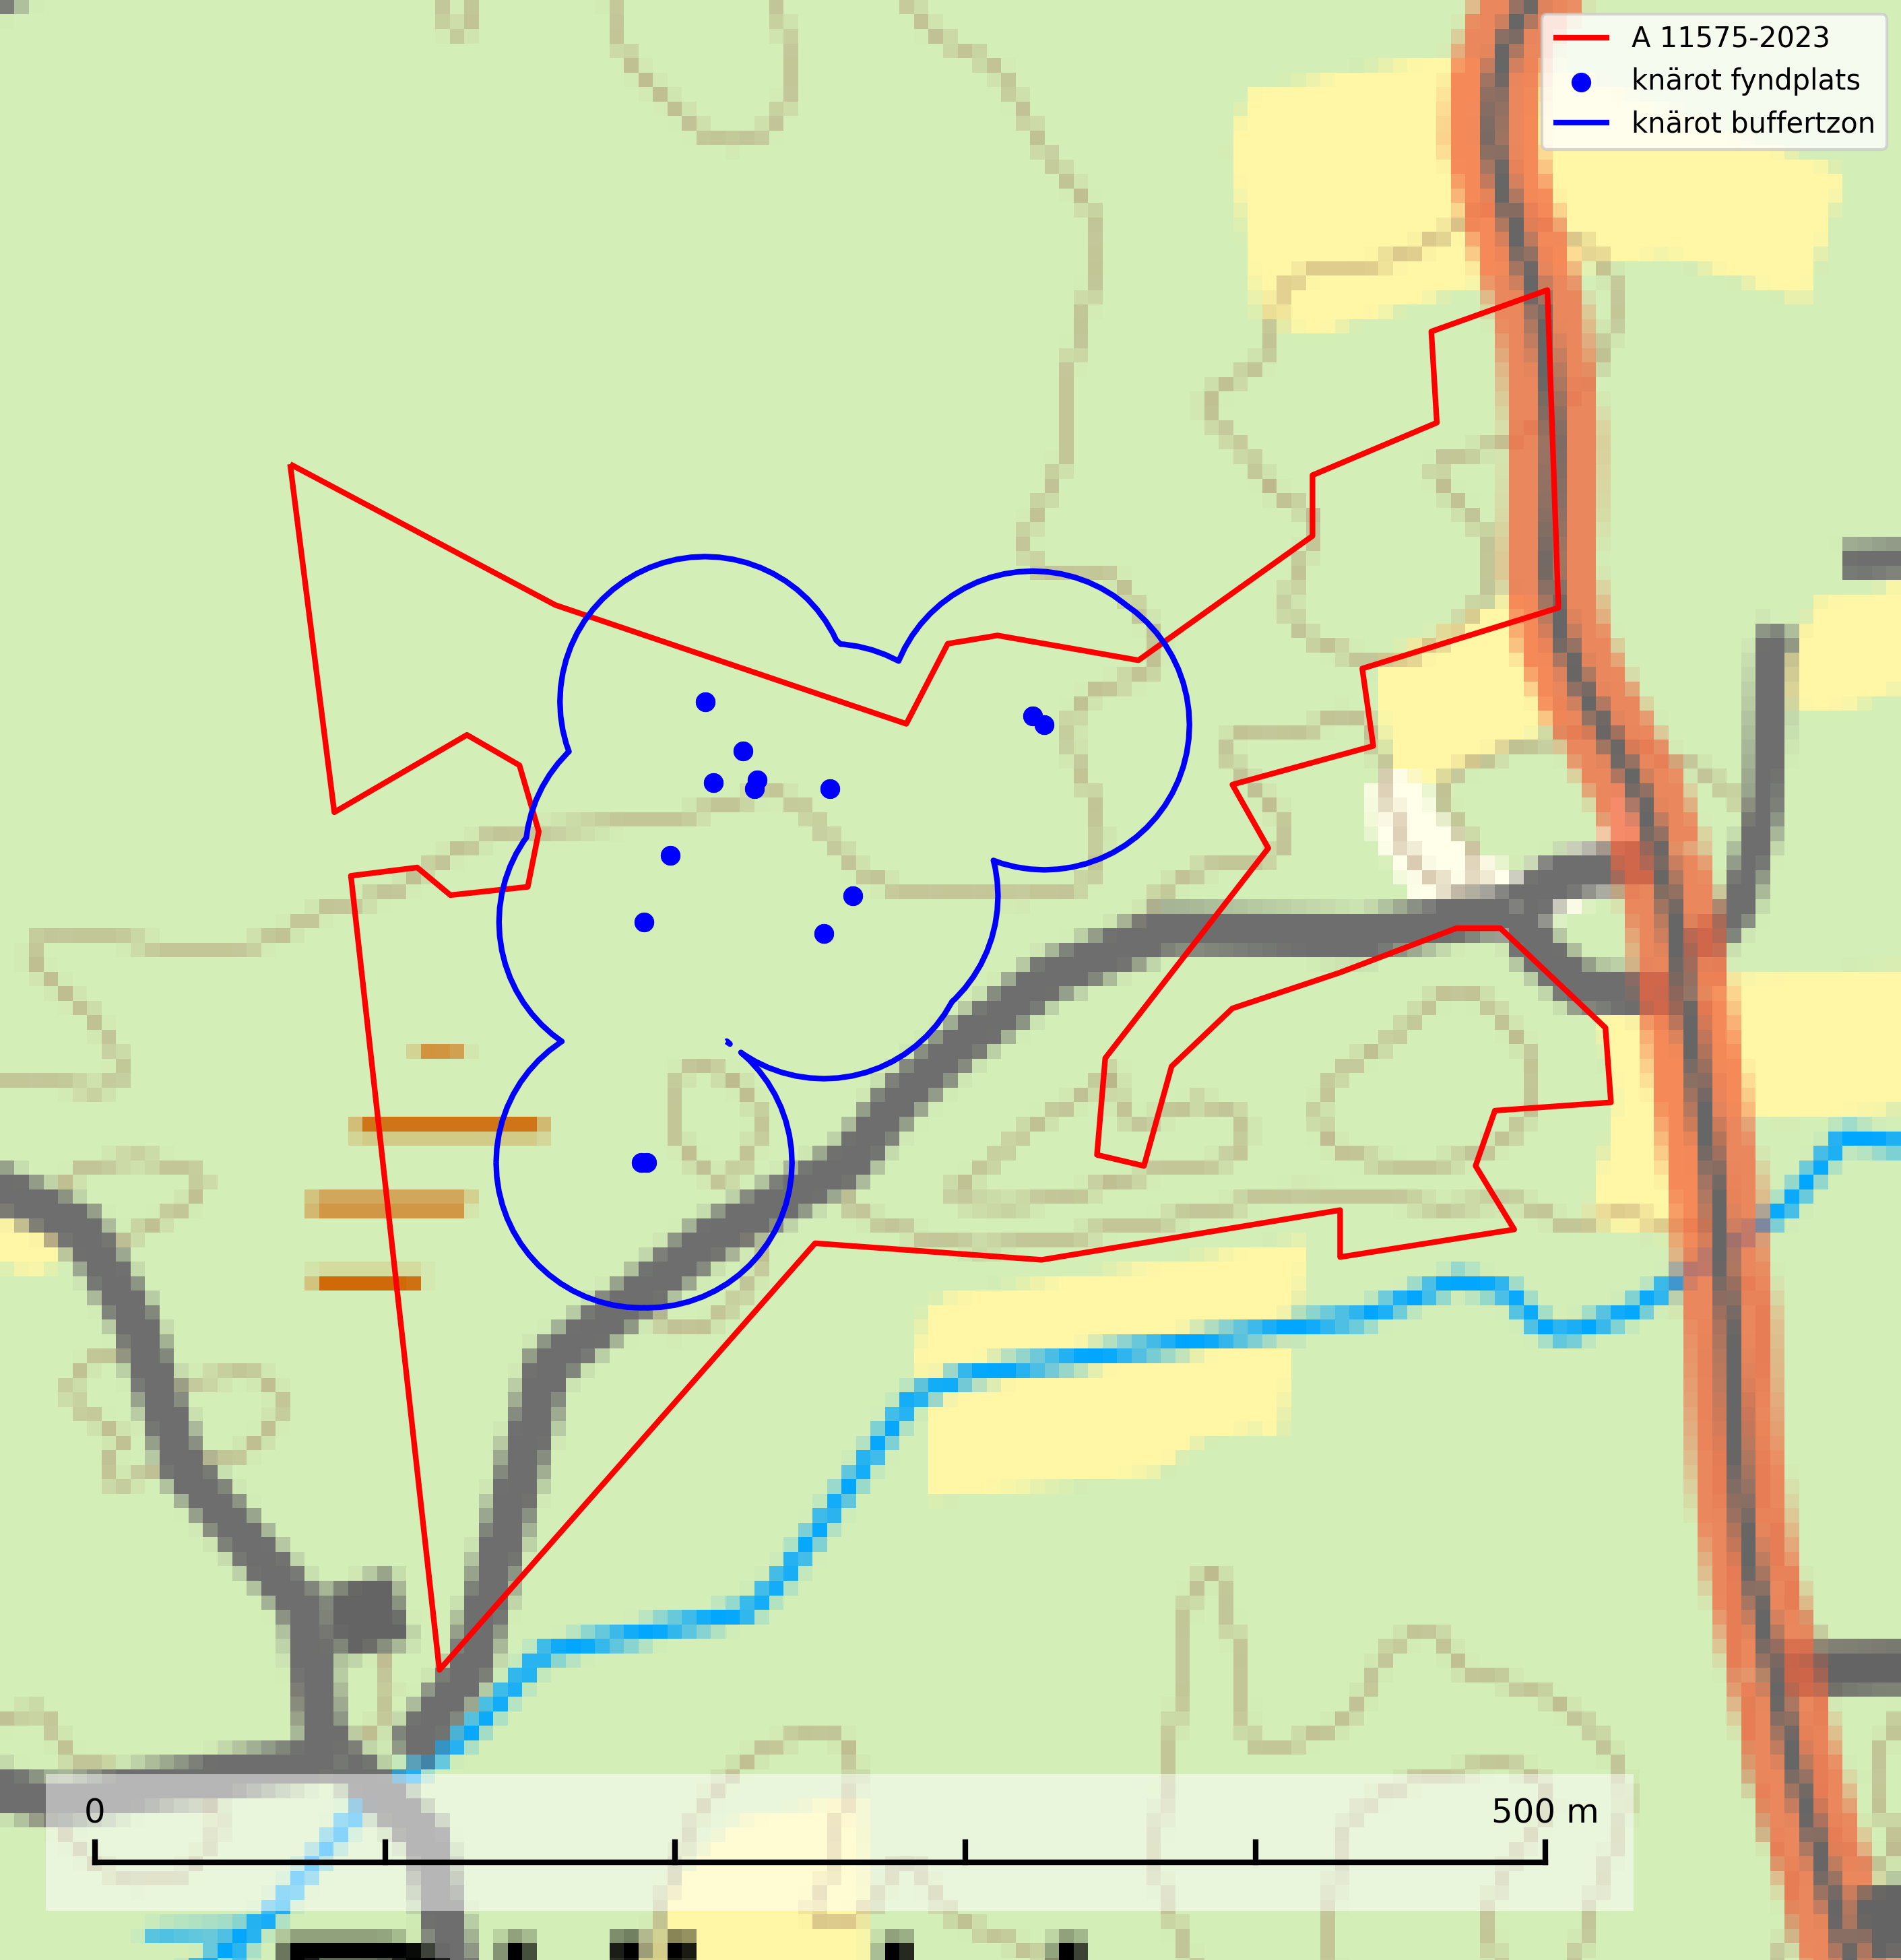 A 11575-2023
knärot fyndplats
knärot buffertzon
0
500 m